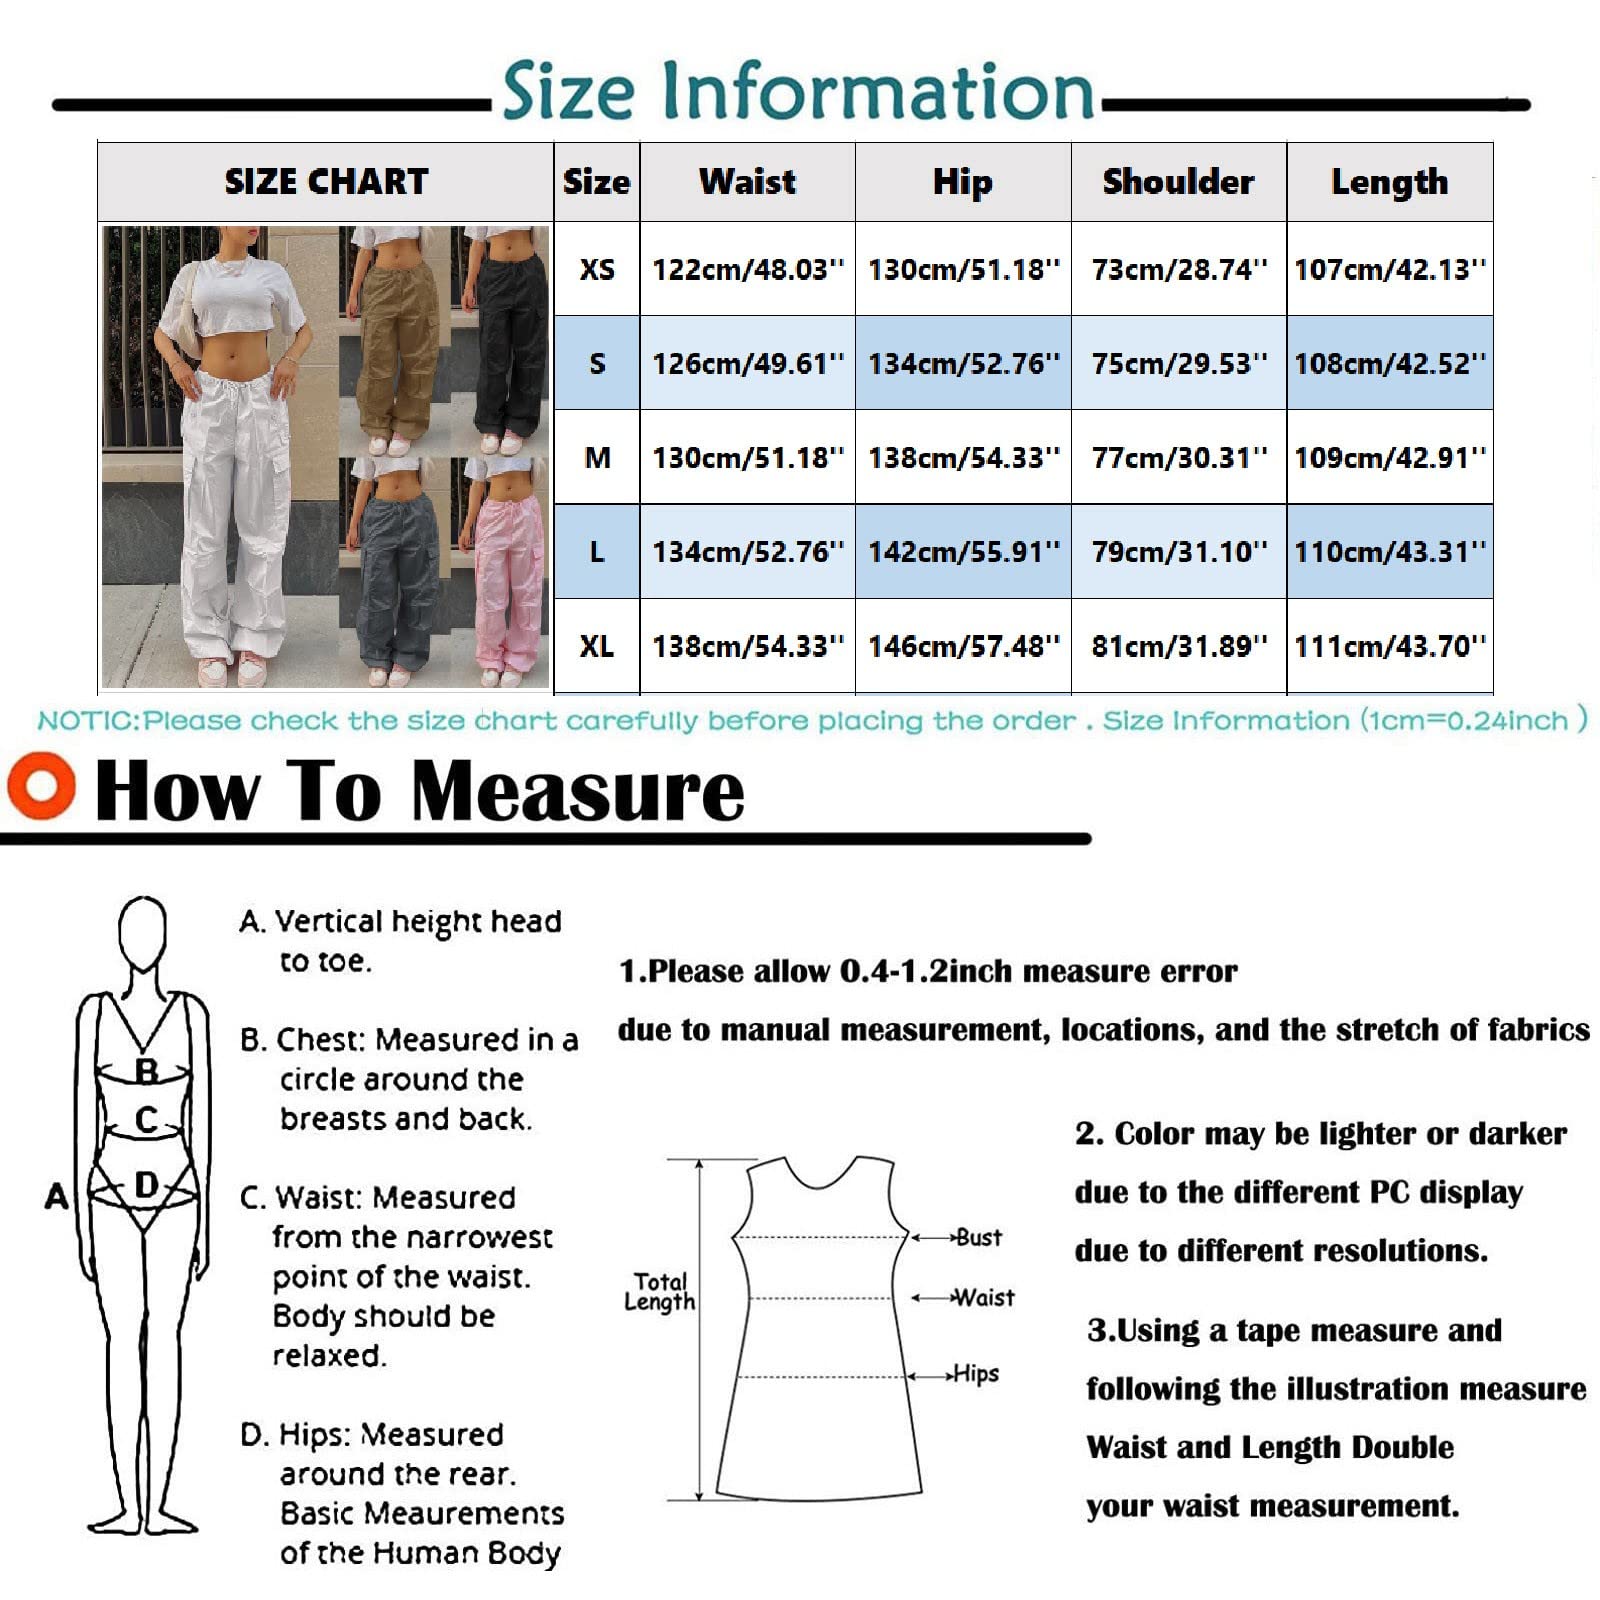 Size Information
SIZE CHART Size Waist Hip Shoulder Length
XS 122cm/48.03'' 130cm/51.18'' 73cm/28.74'' 107cm/42.13''
S 126cm/49.61'' 134cm/52.76'' 75cm/29.53'' 108cm/42.52''
M 130cm/51.18'' 138cm/54.33'' 77cm/30.31'' 109cm/42.91''
L 134cm/52.76'' 142cm/55.91'' 79cm/31.10'' 110cm/43.31''
XL 138cm/54.33'' 146cm/57.48'' 81cm/31.89'' 111cm/43.70''
NOTIC:Please check the size chart carefully before placing the order . Size Information (1cm=0.24inch )
How To Measure
A
B
C
D
A. Vertical height head
to toe.
B. Chest: Measured in a
circle around the
breasts and back.
C. Waist: Measured
from the narrowest
point of the waist.
Body should be
relaxed.
D. Hips: Measured
around the rear.
Basic Meaurements
of the Human Body
1.Please allow 0.4-1.2inch measure error
due to manual measurement, locations, and the stretch of fabrics
Total
Length
Bust
Waist
Hips
2. Color may be lighter or darker
due to the different PC display
due to different resolutions.
3.Using a tape measure and
following the illustration measure
Waist and Length Double
your waist measurement.